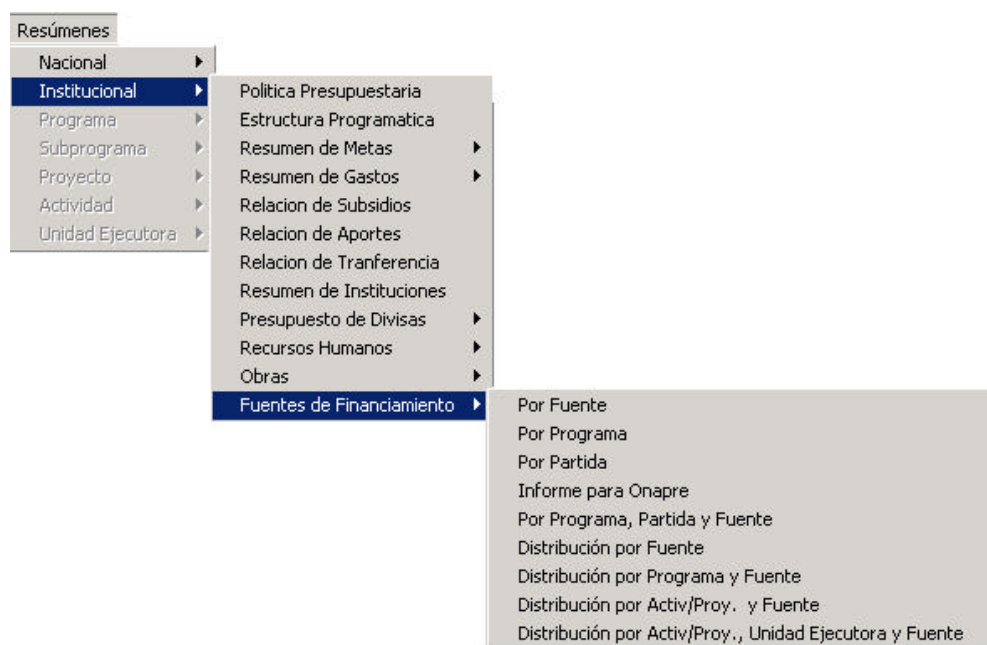 Resúmenes
Nacional
Institucional
Programa
Subprograma
Proyecto
Actividad
Unidad Ejecutora
Politica Presupuestaria
Estructura Programatica
Resumen de Metas
Resumen de Gastos
Relacion de Subsidios
Relacion de Aportes
Relacion de Tranferencia
Resumen de Instituciones
Presupuesto de Divisas
Recursos Humanos
Obras
Fuentes de Financiamiento
Por Fuente
Por Programa
Por Partida
Informe para Onapre
Por Programa, Partida y Fuente
Distribución por Fuente
Distribución por Programa y Fuente
Distribución por Activ/Proy. y Fuente
Distribución por Activ/Proy., Unidad Ejecutora y Fuente